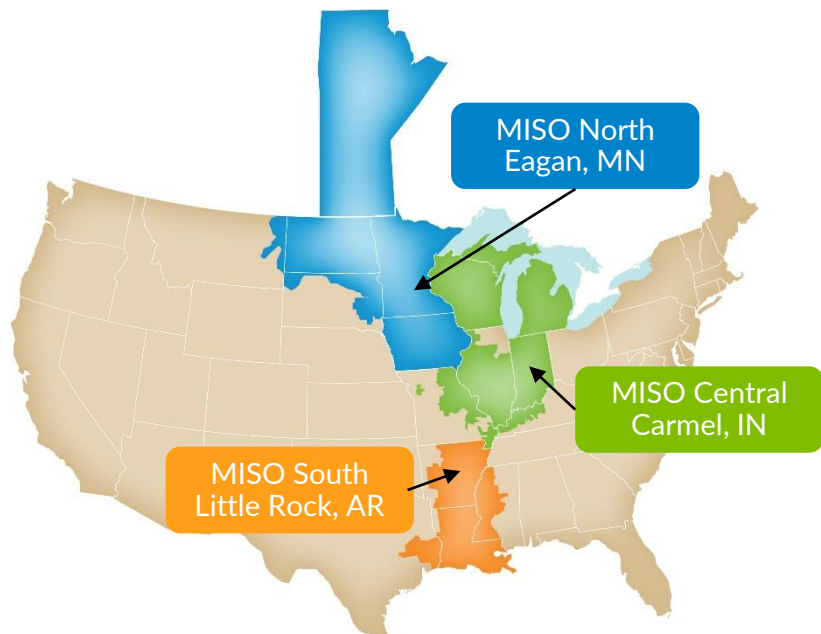 MISO North
Eagan, MN
MISO Central
Carmel, IN
MISO South
Little Rock, AR